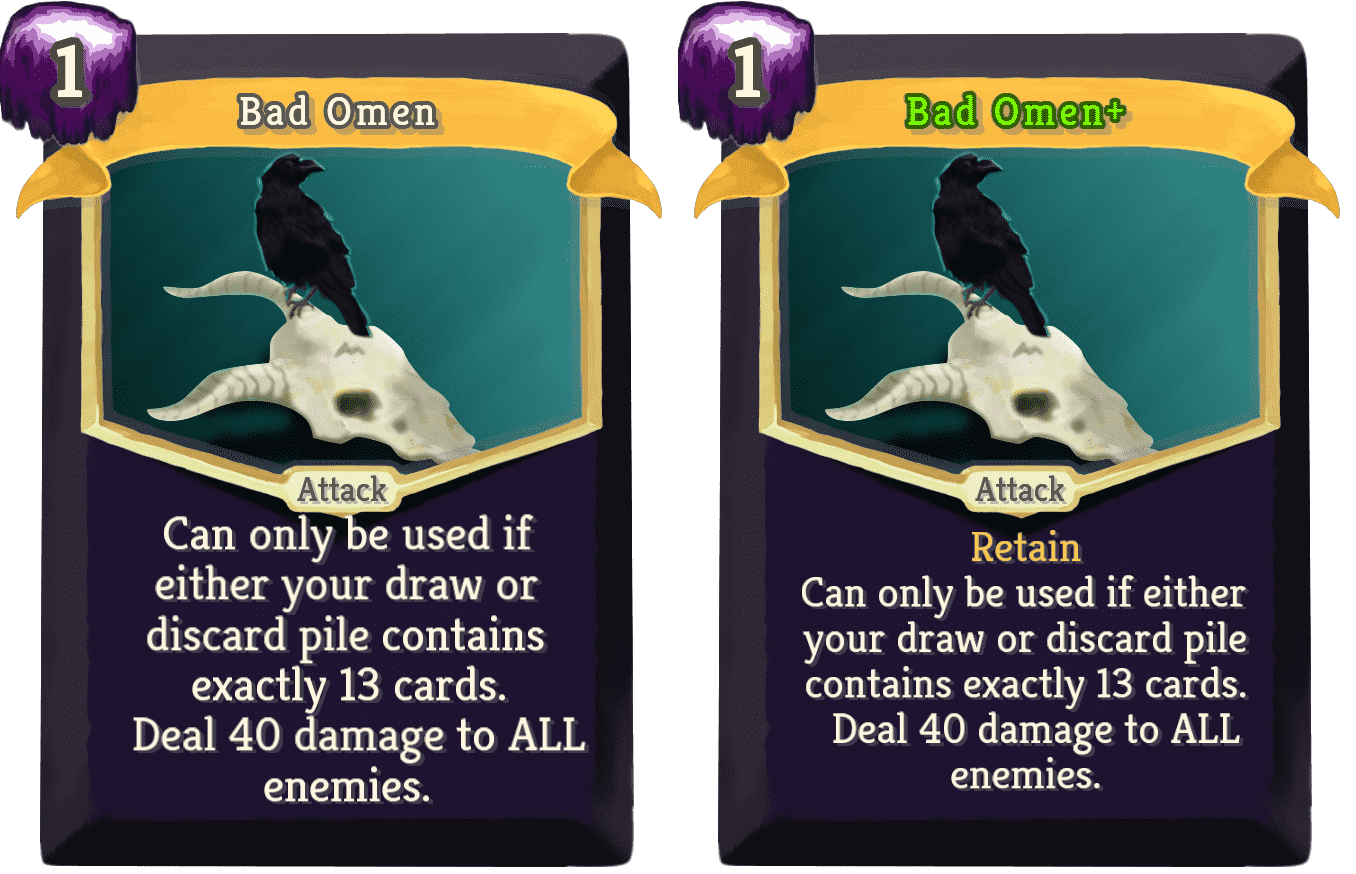 1
Bad Omen
Attack
Can only be used if
either your draw or
discard pile contains
exactly 13 cards.
Deal 40 damage to ALL
enemies.
1
Bad Omen+
Attack
Retain
Can only be used if either
your draw or discard pile
contains exactly 13 cards.
Deal 40 damage to ALL
enemies.